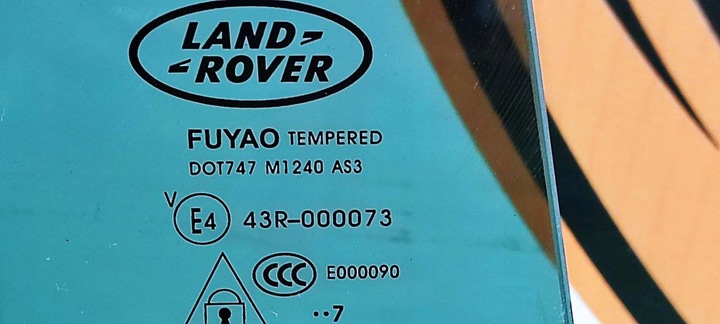 LAND
ROVER
FUYAO TEMPERED
DOT747 M1240 AS3
V
E4 43R-000073
CCC E000090
..7